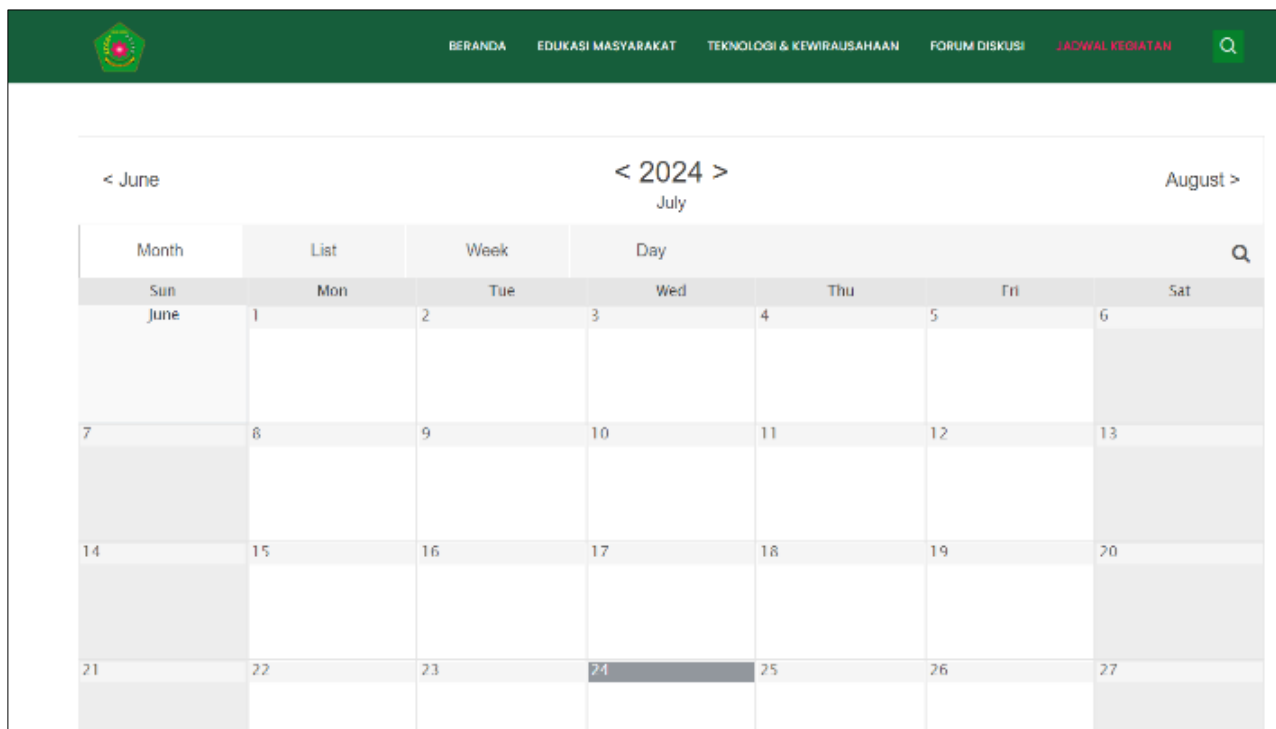 BERANDA EDUKASI MASYARAKAT TEKNOLOGI & KEWIRAUSAHAAN FORUM DISKUSI JADWAL KEGIATAN
< June < 2024 > August >
July
Month List Week Day
Sun Mon Tue Wed Thu Fri Sat
June 1 2 3 4 5 6
7 8 9 10 11 12 13
14 15 16 17 18 19 20
21 22 23 24 25 26 27